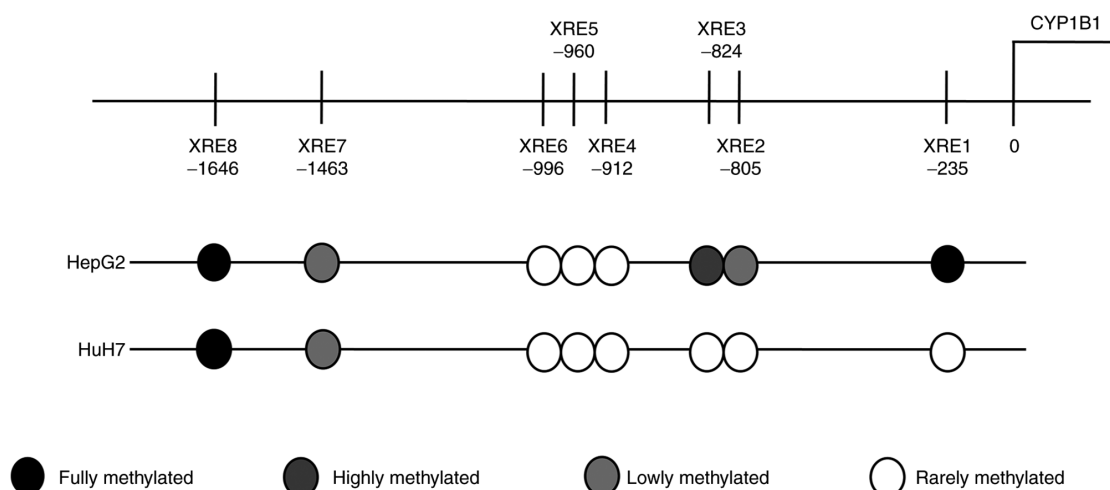 CYP1B1
XRE5
–960
XRE3
–824
XRE8
–1646
XRE7
–1463
XRE6
–996
XRE4
–912
XRE2
–805
XRE1
–235
0
HepG2
HuH7
Fully methylated
Highly methylated
Lowly methylated
Rarely methylated